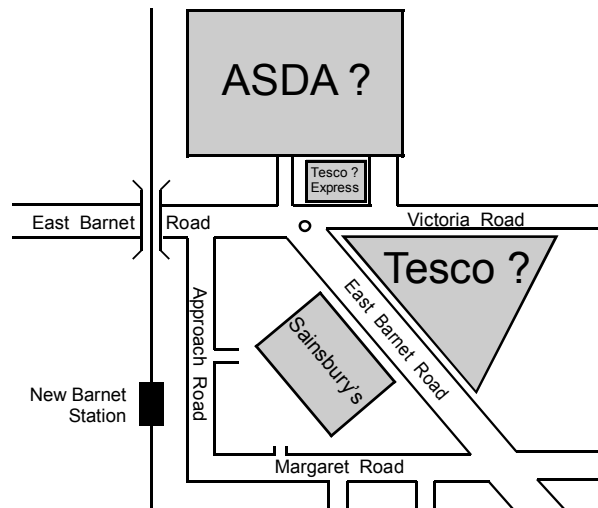 ASDA ?
Tesco ?
Express
East Barnet Road
Victoria Road
Tesco ?
East Barnet Road
Approach Road
Sainsbury's
New Barnet
Station
Margaret Road